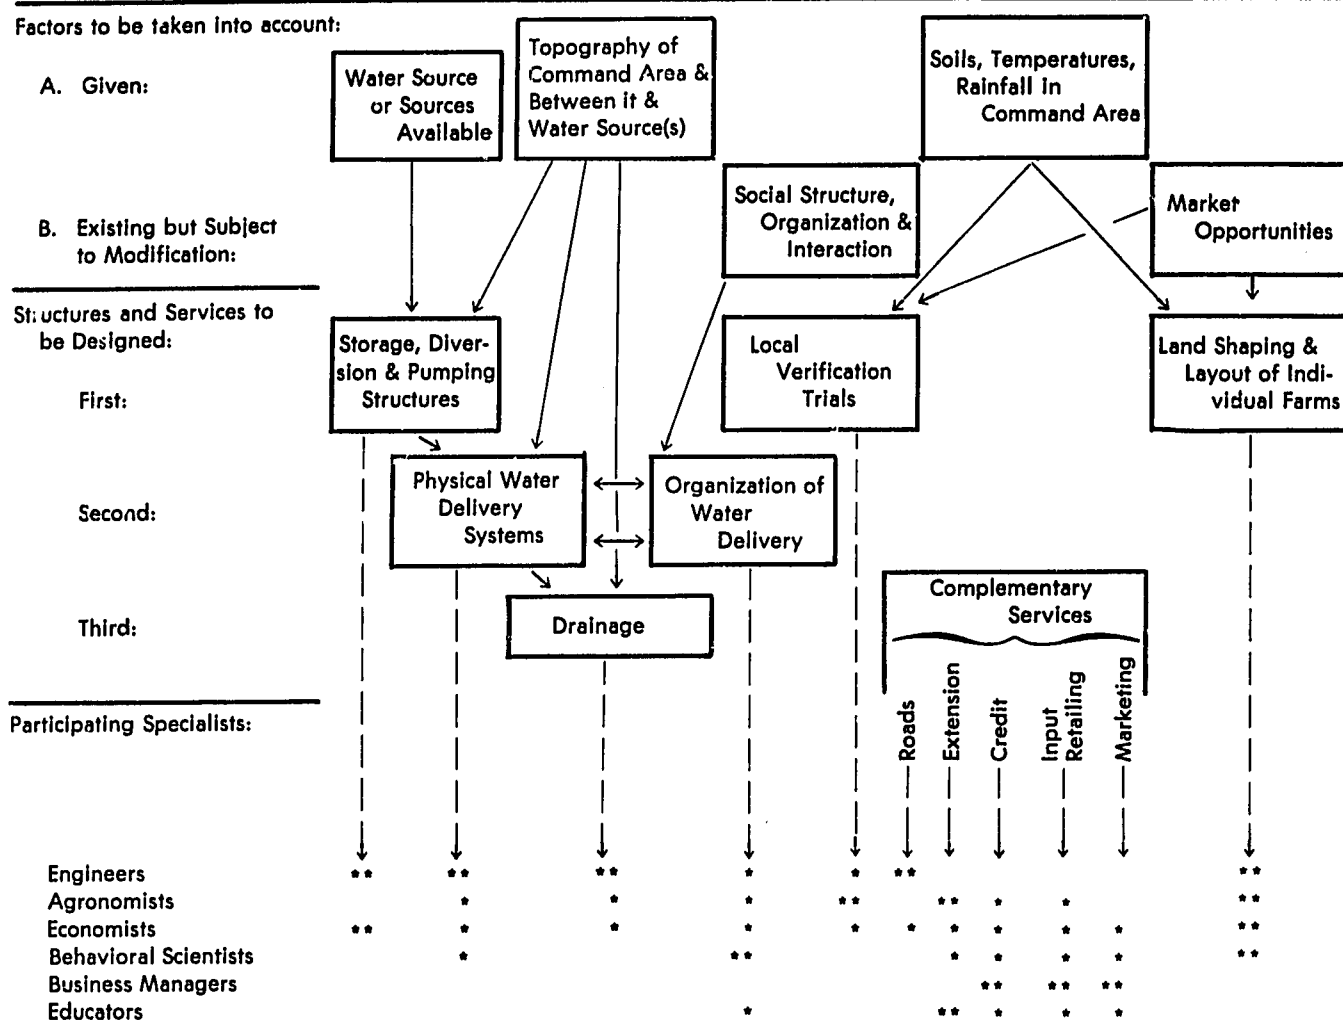 Factors to be taken into account:
A. Given:
Water Source
or Sources
Available
Topography of
Command Area &
Between it &
Water Source(s)
Soils, Temperatures,
Rainfall in
Command Area
B. Existing but Subject
to Modification:
Social Structure,
Organization &
Interaction
Market
Opportunities
Structures and Services to
be Designed:
First:
Storage, Diver-
sion & Pumping
Structures
Local
Verification
Trials
Land Shaping &
Layout of Indi-
vidual Farms
Second:
Physical Water
Delivery
Systems
Organization of
Water
Delivery
Third:
Drainage
Complementary
Services
Roads
Extension
Credit
Input
Retailing
Marketing
Participating Specialists:
Engineers ** ** ** * * ** **
Agronomists * * * ** ** * * **
Economists ** * * * * * * * * * **
Behavioral Scientists * ** * * * * **
Business Managers ** ** **
Educators * ** * * *